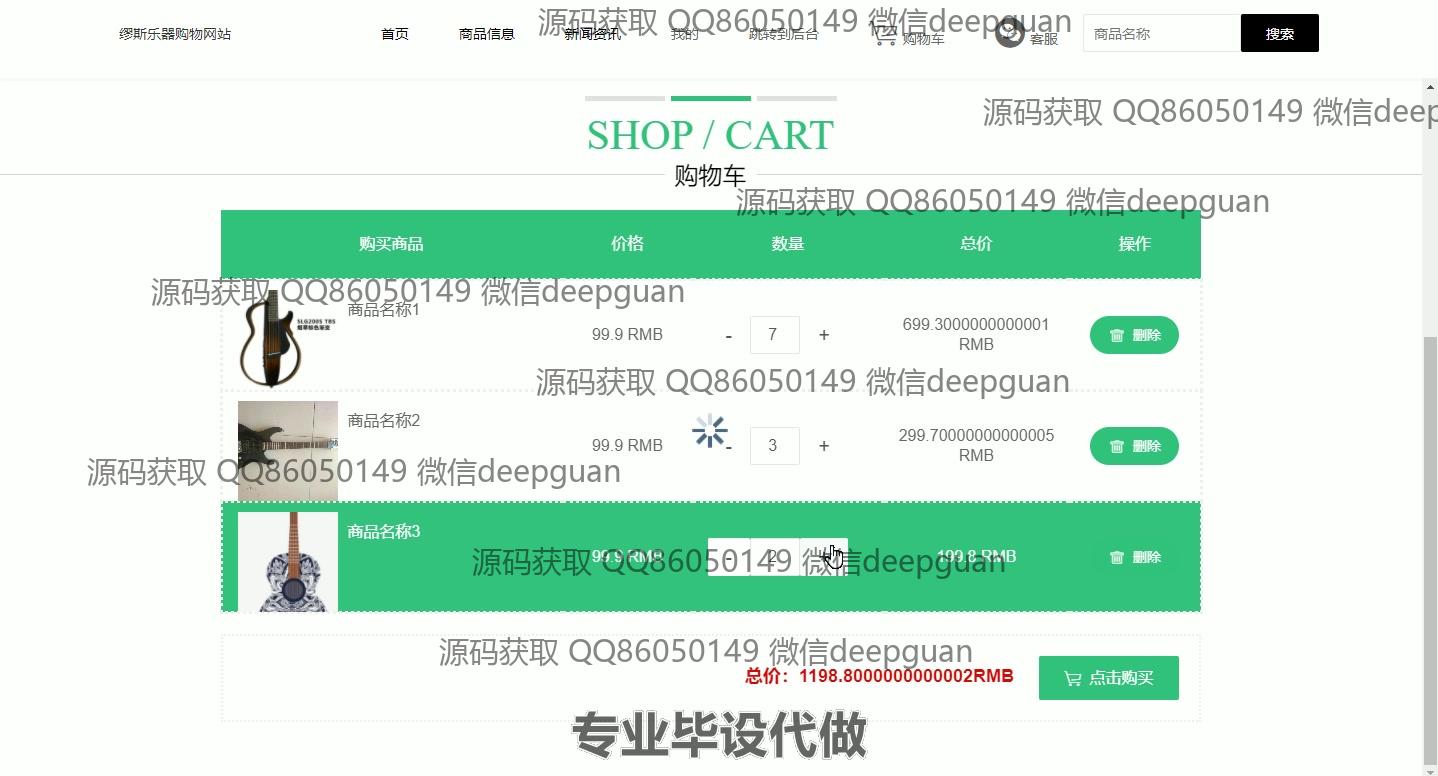 源码获取 QQ86050149 微信deepguan
缪斯乐器购物网站 首页 商品信息 新闻资讯 我的 跳转到后台 购物车 客服 商品名称 搜索
源码获取 QQ86050149 微信deep
SHOP / CART
购物车
源码获取 QQ86050149 微信deepguan
购买商品 价格 数量 总价 操作
源码获取 QQ86050149 微信deepguan
商品名称1
SLG200S TBS
烟草棕色渐变
99.9 RMB - 7 + 699.3000000000001 RMB 删除
源码获取 QQ86050149 微信deepguan
商品名称2
99.9 RMB - 3 + 299.70000000000005 RMB 删除
源码获取 QQ86050149 微信deepguan
商品名称3
99.9 RMB - 2 199.8 RMB 删除
源码获取 QQ86050149 微信deepguan
源码获取 QQ86050149 微信deepguan
总价：1198.8000000000002RMB 点击购买
专业毕设代做